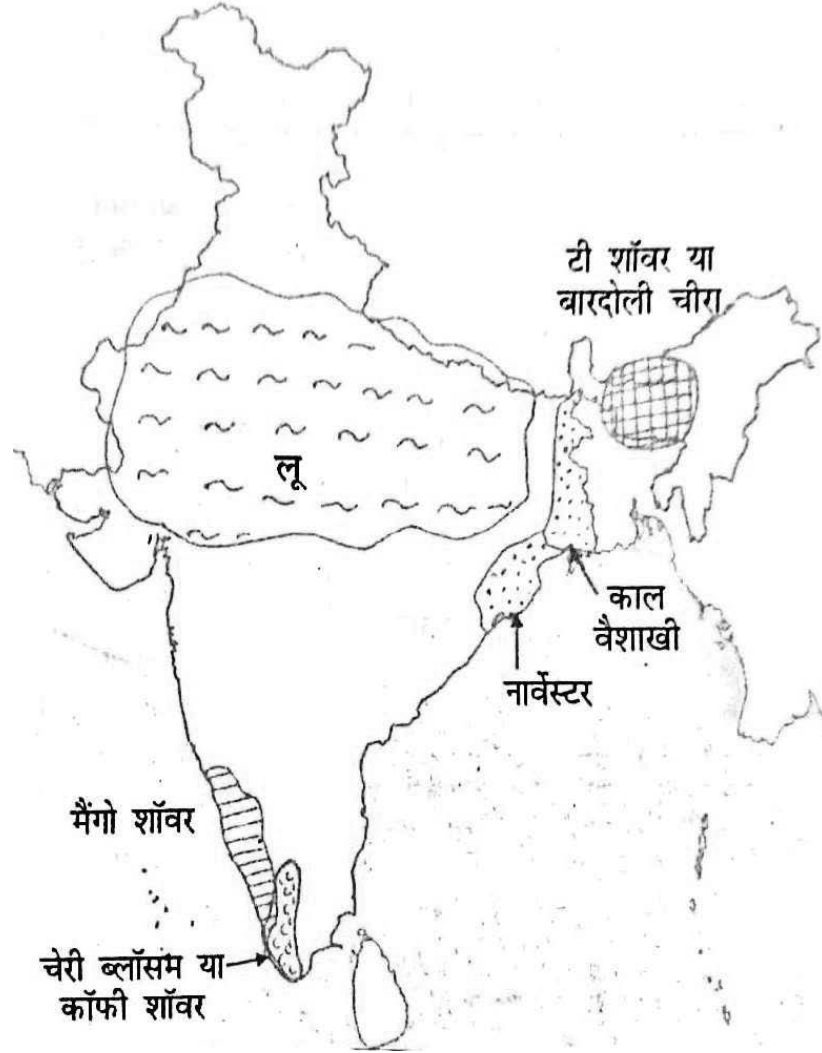 टी शॉवर या
बारदोली चीरा
लू
काल
वैशाखी
नार्वेस्टर
मैंगो शॉवर
चेरी ब्लॉसम या
कॉफी शॉवर